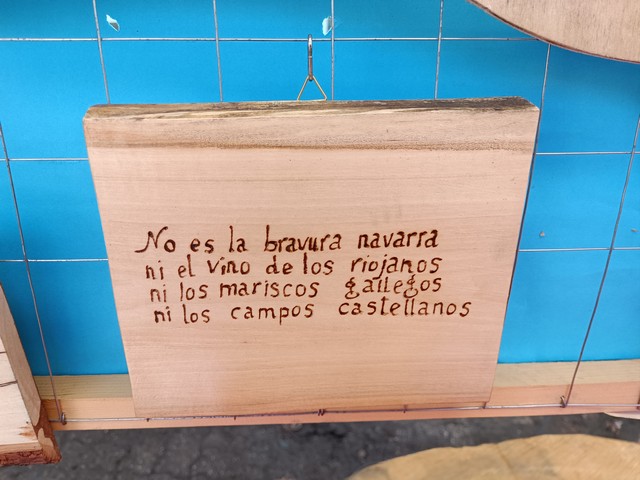 No es la bravura navarra
ni el vino de los riojanos
ni los mariscos gallegos
ni los campos castellanos